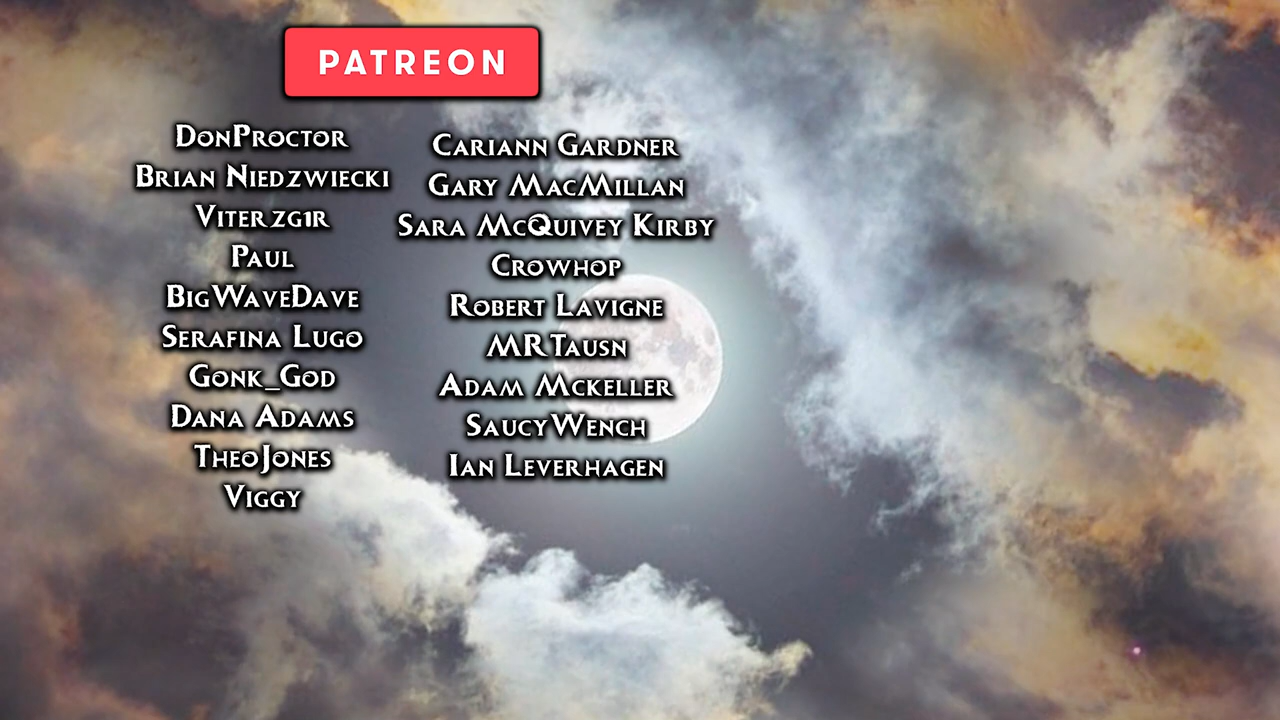 PATREON
DonProctor
Brian Niedzwiecki
Viterzg1r
Paul
BigWaveDave
Serafina Lugo
Gonk_God
Dana Adams
TheoJones
Viggy
Cariann Gardner
Gary MacMillan
Sara McQuivey Kirby
Crowhop
Robert Lavigne
MRTausn
Adam Mckeller
SaucyWench
Ian Leverhagen